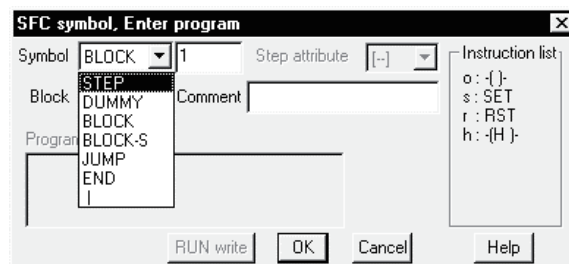 SFC symbol, Enter program
Symbol BLOCK 1 Step attribute [--]
Block Comment
Program
STEP
DUMMY
BLOCK
BLOCK-S
JUMP
END
|
Instruction list
o : -( )-
s : SET
r : RST
h : -(H )-
RUN write OK Cancel Help